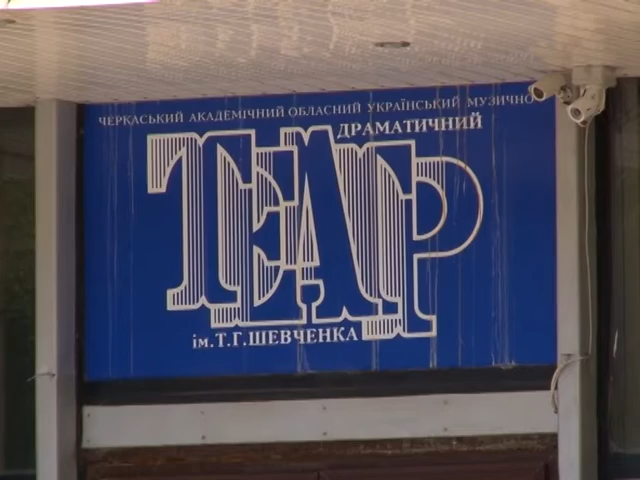 ЧЕРКАСЬКИЙ АКАДЕМІЧНИЙ ОБЛАСНИЙ УКРАЇНСЬКИЙ МУЗИЧНО
ДРАМАТИЧНИЙ
ТЕАТР
ім. Т.Г.ШЕВЧЕНКА